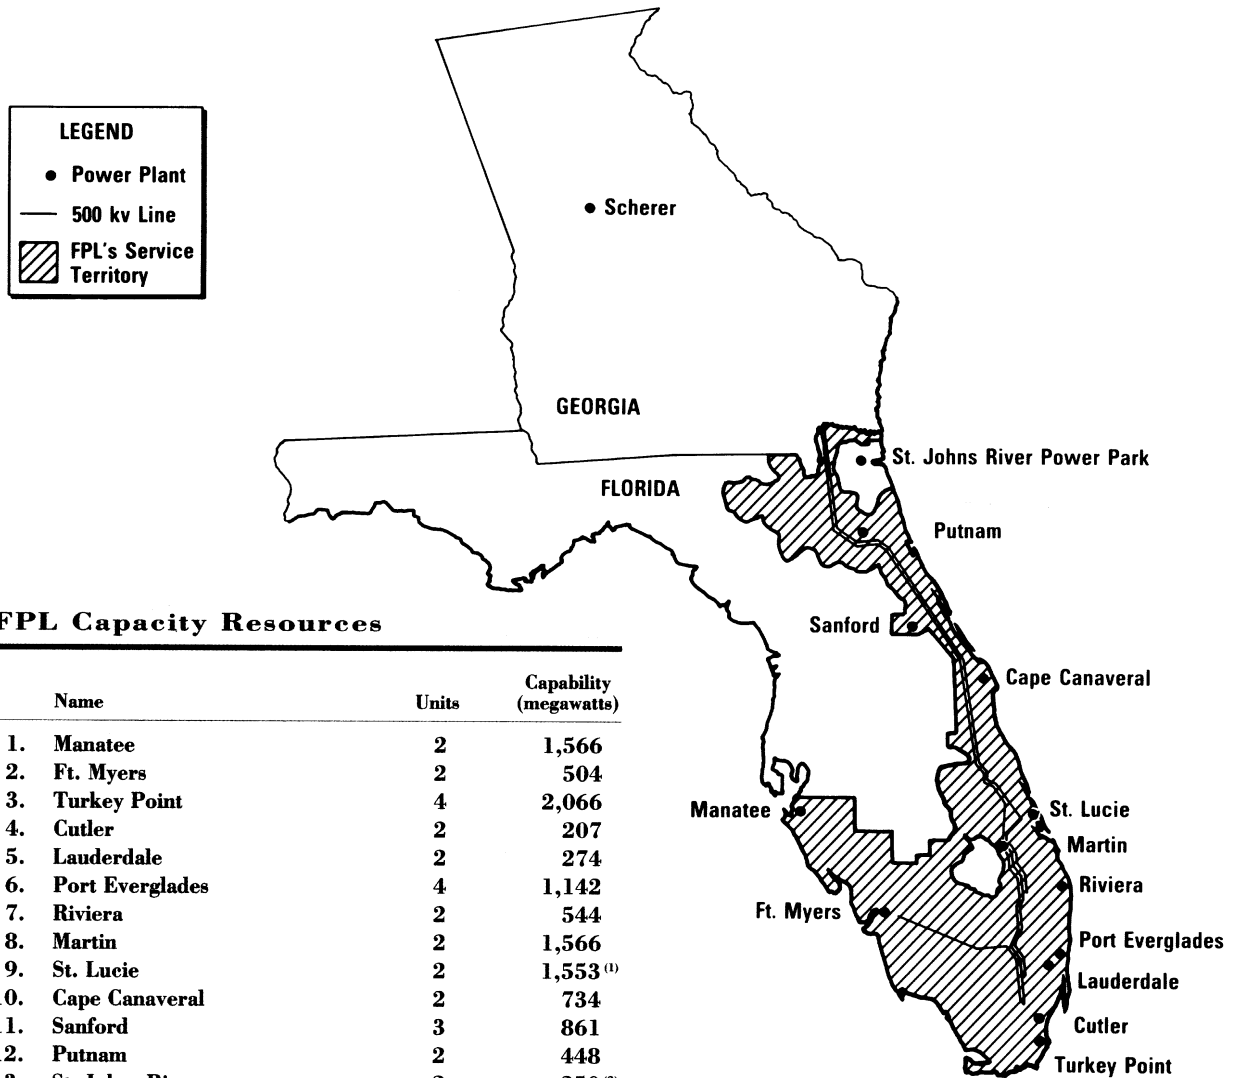 LEGEND
Power Plant
500 kv Line
FPL's Service
Territory
Scherer
GEORGIA
FLORIDA
St. Johns River Power Park
Putnam
Sanford
Cape Canaveral
Manatee
St. Lucie
Martin
Riviera
Ft. Myers
Port Everglades
Lauderdale
Cutler
Turkey Point
FPL Capacity Resources
Capability
Name Units (megawatts)
1. Manatee 2 1,566
2. Ft. Myers 2 504
3. Turkey Point 4 2,066
4. Cutler 2 207
5. Lauderdale 2 274
6. Port Everglades 4 1,142
7. Riviera 2 544
8. Martin 2 1,566
9. St. Lucie 2 1,553 (1)
0. Cape Canaveral 2 734
1. Sanford 3 861
2. Putnam 2 448